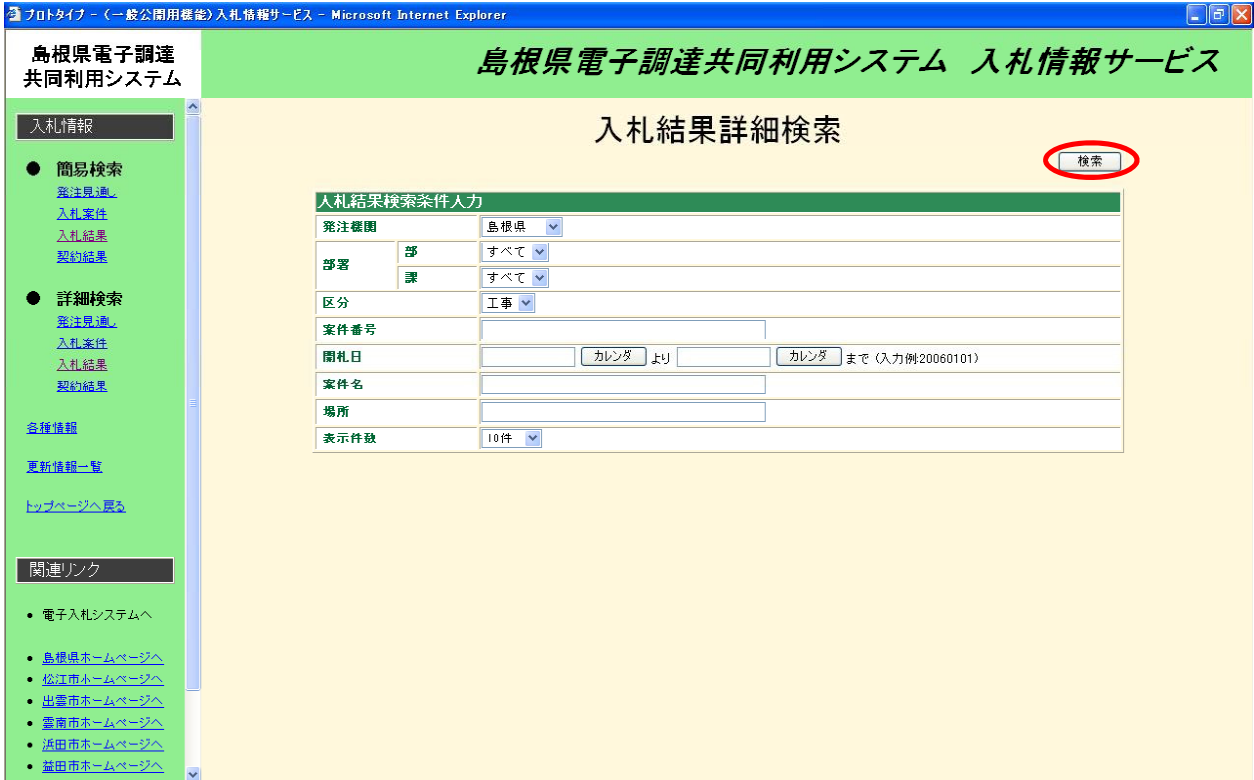 プロトタイプ - (一般公開用機能)入札情報サービス - Microsoft Internet Explorer
島根県電子調達
共同利用システム
島根県電子調達共同利用システム 入札情報サービス
入札情報
● 簡易検索
発注見通し
入札案件
入札結果
契約結果
● 詳細検索
発注見通し
入札案件
入札結果
契約結果
各種情報
更新情報一覧
トップページへ戻る
関連リンク
• 電子入札システムへ
• 島根県ホームページへ
• 松江市ホームページへ
• 出雲市ホームページへ
• 雲南市ホームページへ
• 浜田市ホームページへ
• 益田市ホームページへ
入札結果詳細検索
検索
入札結果検索条件入力
発注機関 島根県
部署 部 すべて
課 すべて
区分 工事
案件番号
開札日 カレンダ より カレンダ まで (入力例:20060101)
案件名
場所
表示件数 10件